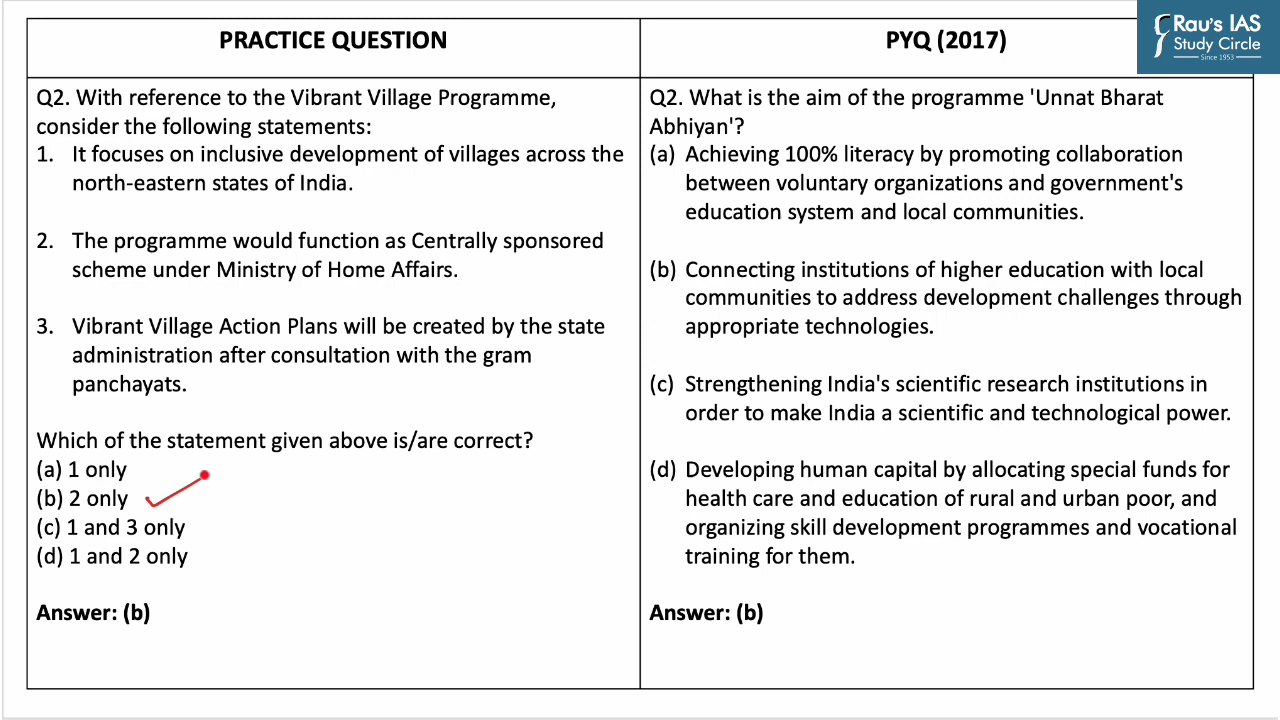 PRACTICE QUESTION
Q2. With reference to the Vibrant Village Programme,
consider the following statements:
1. It focuses on inclusive development of villages across the
north-eastern states of India.
2. The programme would function as Centrally sponsored
scheme under Ministry of Home Affairs.
3. Vibrant Village Action Plans will be created by the state
administration after consultation with the gram
panchayats.
Which of the statement given above is/are correct?
(a) 1 only
(b) 2 only
(c) 1 and 3 only
(d) 1 and 2 only
Answer: (b)
PYQ (2017)
Q2. What is the aim of the programme 'Unnat Bharat
Abhiyan'?
(a) Achieving 100% literacy by promoting collaboration
between voluntary organizations and government's
education system and local communities.
(b) Connecting institutions of higher education with local
communities to address development challenges through
appropriate technologies.
(c) Strengthening India's scientific research institutions in
order to make India a scientific and technological power.
(d) Developing human capital by allocating special funds for
health care and education of rural and urban poor, and
organizing skill development programmes and vocational
training for them.
Answer: (b)
Rau's IAS
Study Circle
Since 1953